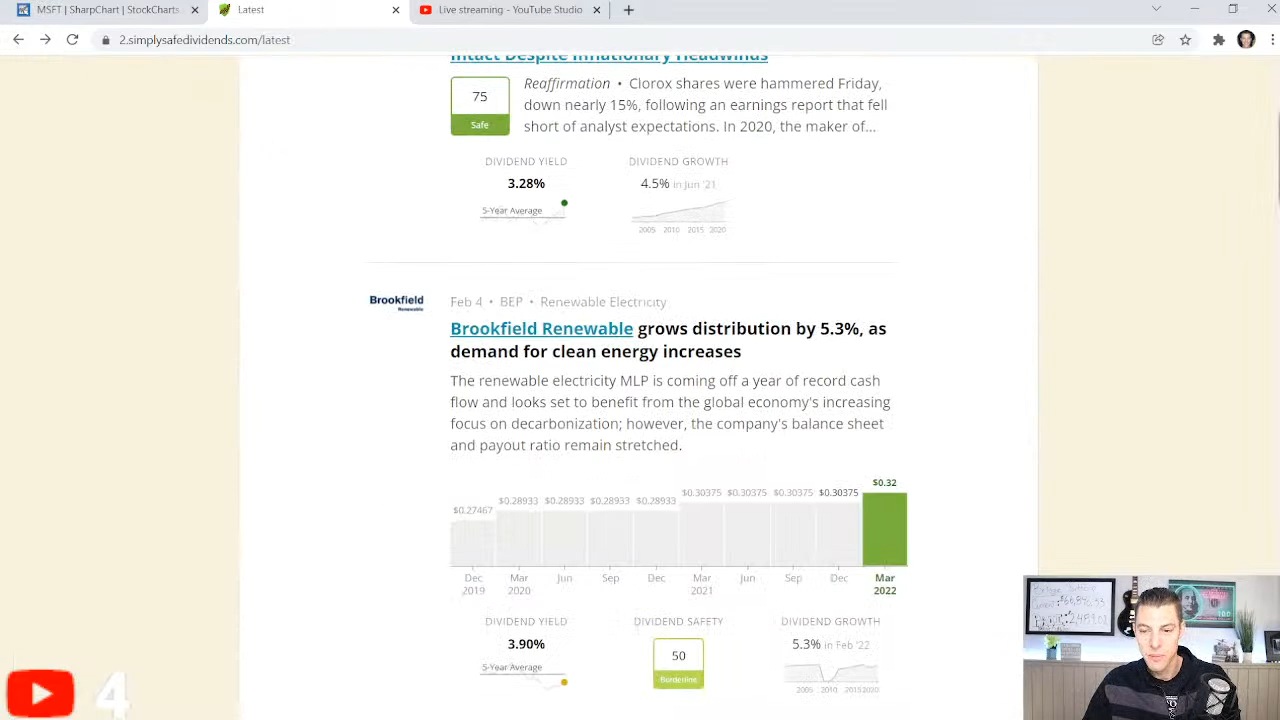 MSFT | SharpChart | StockCharts
Latest
Live streaming - YouTube Studio
2.simplysafedividends.com/latest
Intact Despite Inflationary Headwinds
75
Safe
Reaffirmation • Clorox shares were hammered Friday,
down nearly 15%, following an earnings report that fell
short of analyst expectations. In 2020, the maker of...
DIVIDEND YIELD
3.28%
5-Year Average
DIVIDEND GROWTH
4.5% in Jun '21
2005 2010 2015 2020
Brookfield
Renewable
Feb 4 • BEP • Renewable Electricity
Brookfield Renewable grows distribution by 5.3%, as
demand for clean energy increases
The renewable electricity MLP is coming off a year of record cash
flow and looks set to benefit from the global economy's increasing
focus on decarbonization; however, the company's balance sheet
and payout ratio remain stretched.
$0.27467 $0.28933 $0.28933 $0.28933 $0.28933 $0.30375 $0.30375 $0.30375 $0.30375 $0.32
Dec Mar Jun Sep Dec Mar Jun Sep Dec Mar
2019 2020 2021 2022
DIVIDEND YIELD
3.90%
5-Year Average
DIVIDEND SAFETY
50
Borderline
DIVIDEND GROWTH
5.3% in Feb '22
2005 2010 2015 2020
4
100